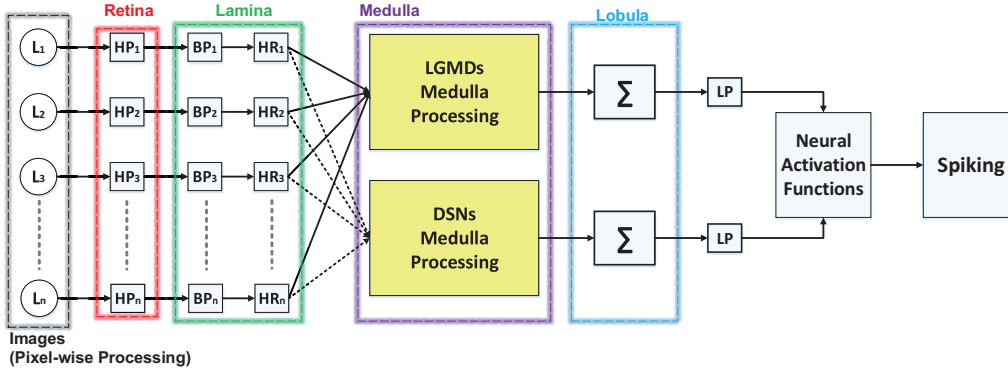 Retina
Lamina
Medulla
Lobula
L1 HP1 BP1 HR1
L2 HP2 BP2 HR2
L3 HP3 BP3 HR3
Ln HPn BPn HRn
LGMDs
Medulla
Processing
DSNs
Medulla
Processing
Σ
Σ
LP
LP
Neural
Activation
Functions
Spiking
Images
(Pixel-wise Processing)